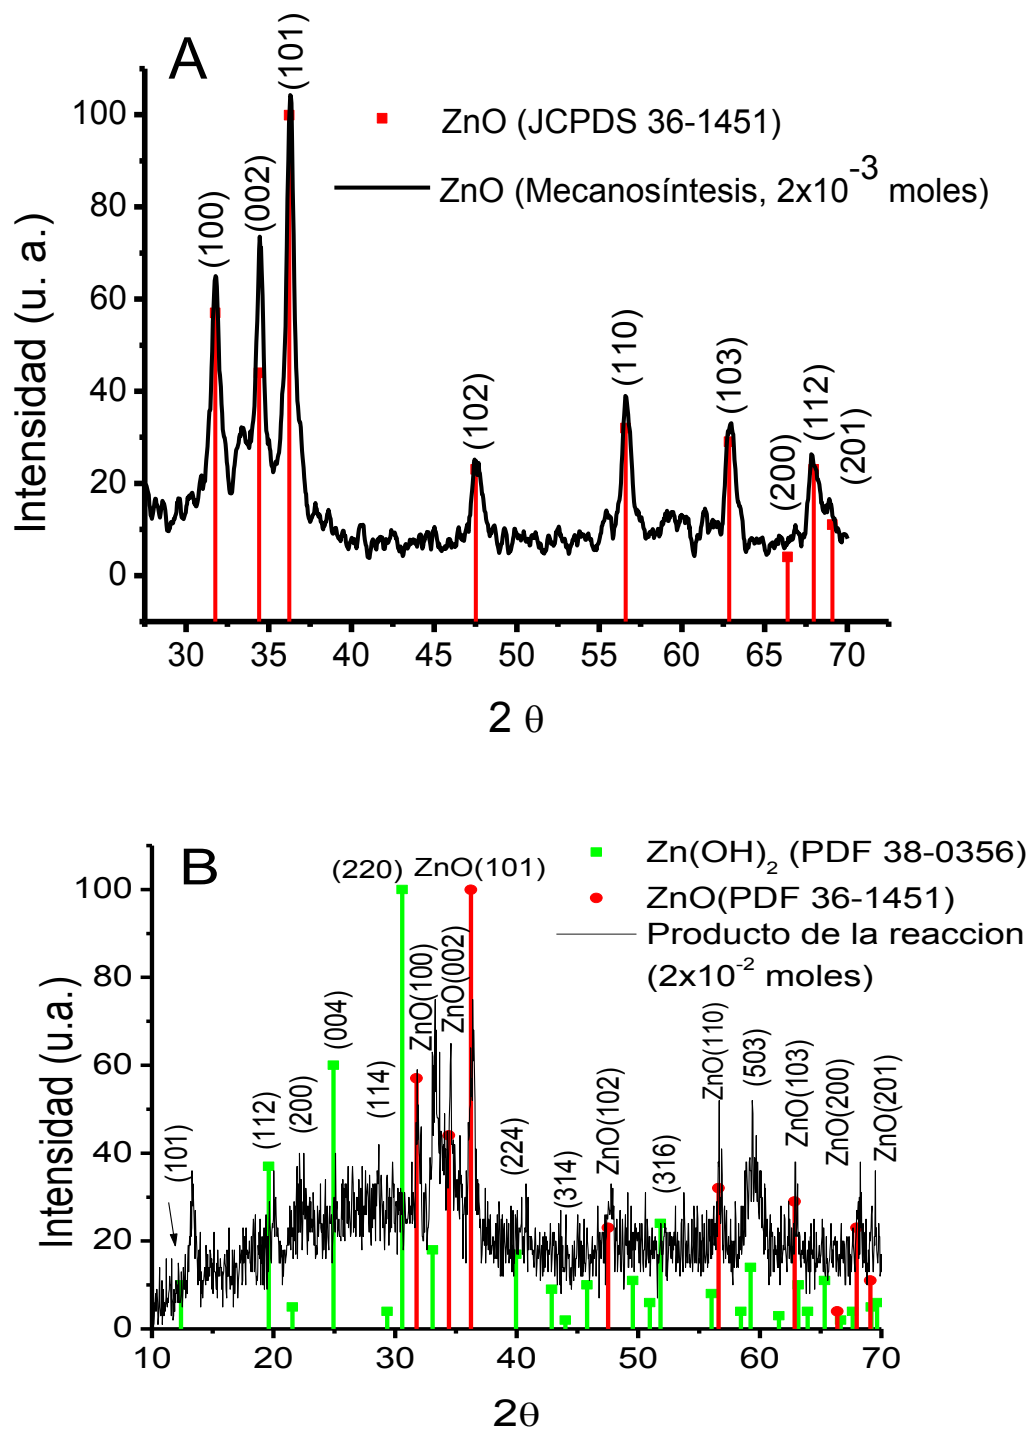 A
(100)
(002)
(101)
(102)
(110)
(103)
(200)
(112)
(201)
ZnO (JCPDS 36-1451)
ZnO (Mecanosíntesis, 2x10-3 moles)
Intensidad (u. a.)
100
80
60
40
20
0
30 35 40 45 50 55 60 65 70
2 θ
B
Zn(OH)2 (PDF 38-0356)
ZnO(PDF 36-1451)
Producto de la reaccion
(2x10-2 moles)
(101)
(112)
(200)
(004)
(114)
(220)
ZnO(100)
ZnO(002)
ZnO(101)
(224)
(314)
ZnO(102)
(316)
ZnO(110)
(503)
ZnO(103)
ZnO(200)
ZnO(201)
Intensidad (u.a.)
100
80
60
40
20
0
10 20 30 40 50 60 70
2θ